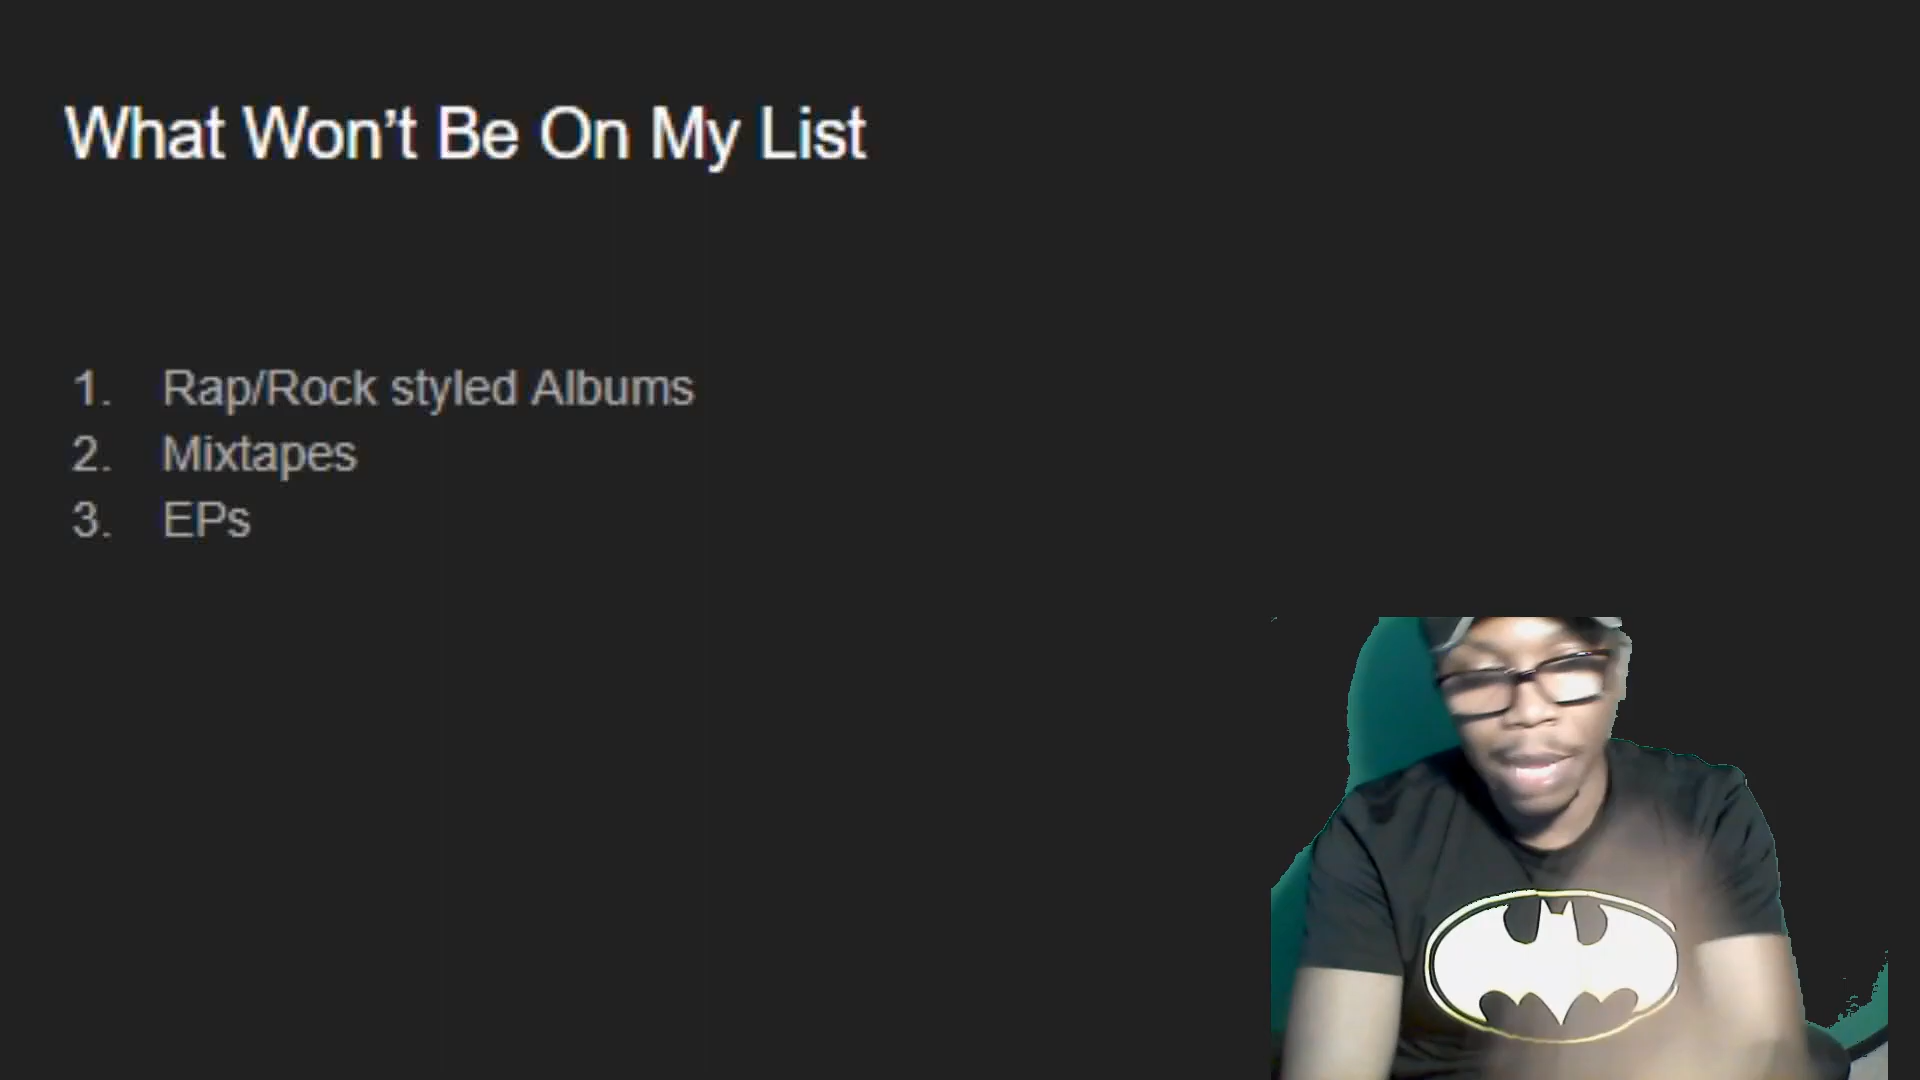 What Won’t Be On My List
1. Rap/Rock styled Albums
2. Mixtapes
3. EPs